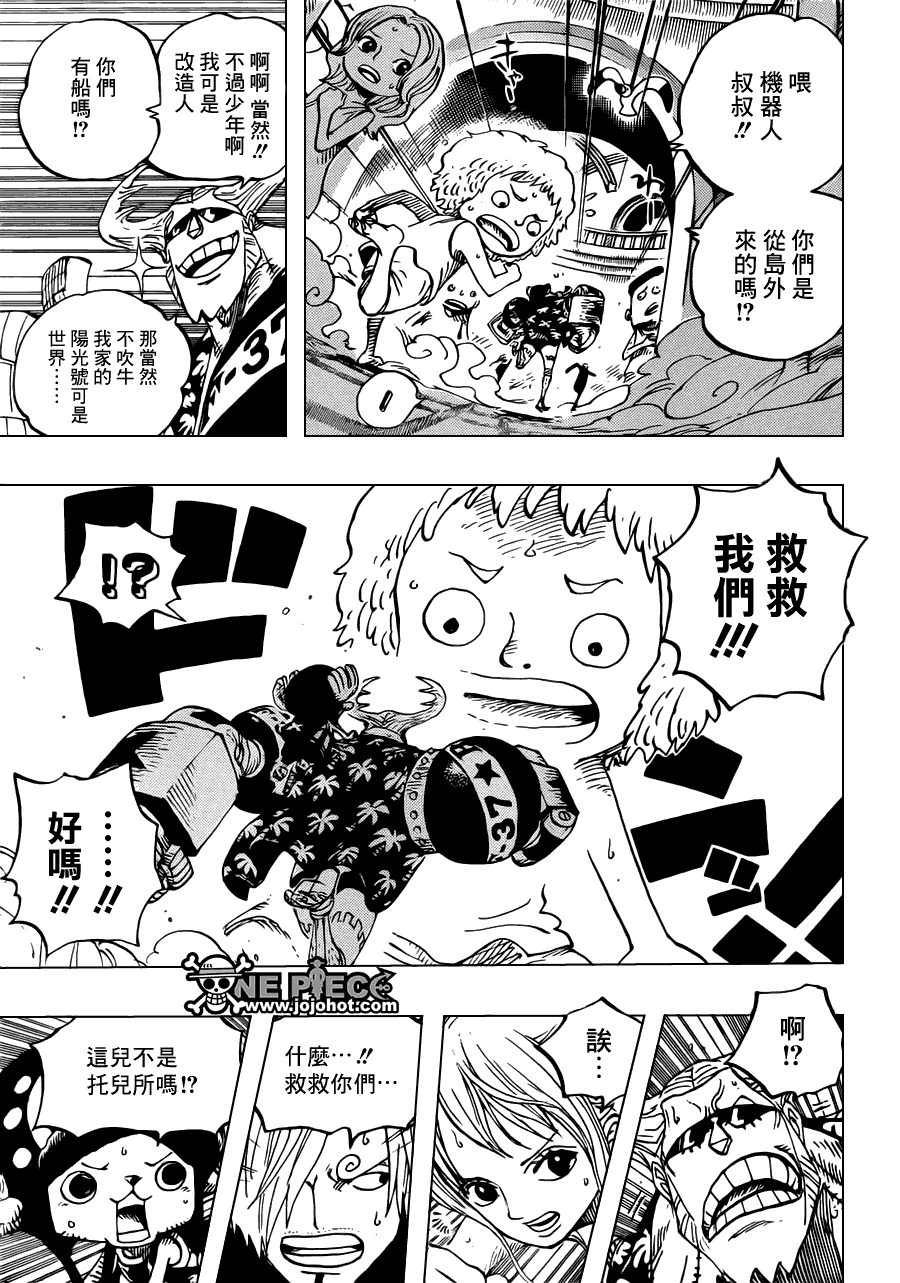 喂
機器人
叔叔!!
你們是
從島外
來的嗎!?
啊啊 當然!!
不過少年啊
我可是
改造人
你們
有船嗎!?
那當然
不吹牛
我家的
陽光號可是
世界……
37
救救
我們!!!
!?
37
……!!
好嗎!!
ONE PIECE
www.jojohot.com
啊!?
誒…
什麼…!!
救救你們…
這兒不是
托兒所嗎!?